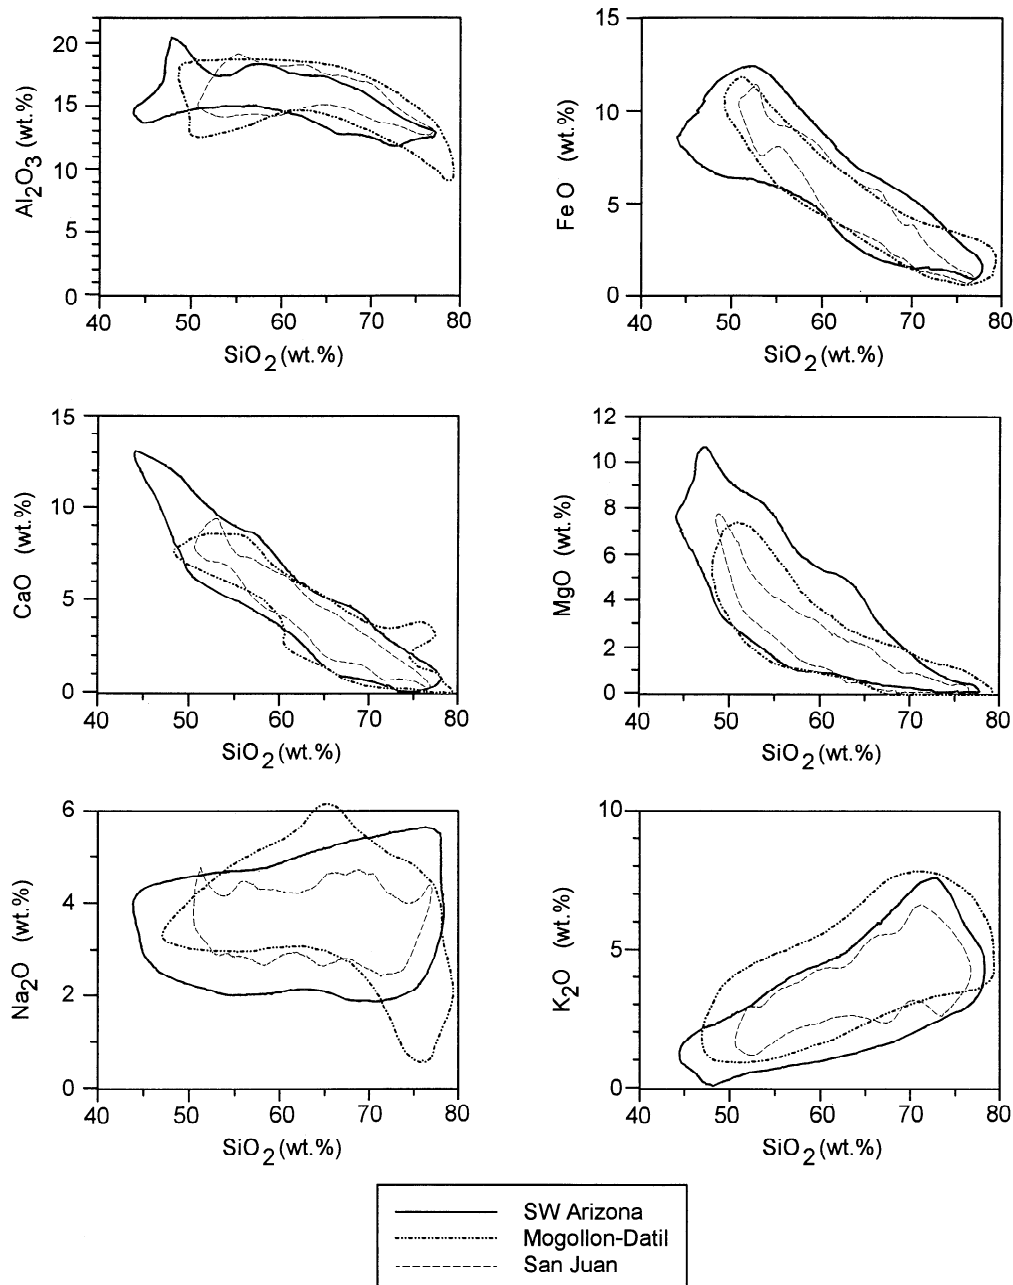 Al2O3 (wt.%)
20
15
10
5
0
40 50 60 70 80
SiO2 (wt.%)
Fe O (wt.%)
15
10
5
0
40 50 60 70 80
SiO2 (wt.%)
CaO (wt.%)
15
10
5
0
40 50 60 70 80
SiO2 (wt.%)
MgO (wt.%)
12
10
8
6
4
2
0
40 50 60 70 80
SiO2 (wt.%)
Na2O (wt.%)
6
4
2
0
40 50 60 70 80
SiO2 (wt.%)
K2O (wt.%)
10
5
0
40 50 60 70 80
SiO2 (wt.%)
SW Arizona
Mogollon-Datil
San Juan